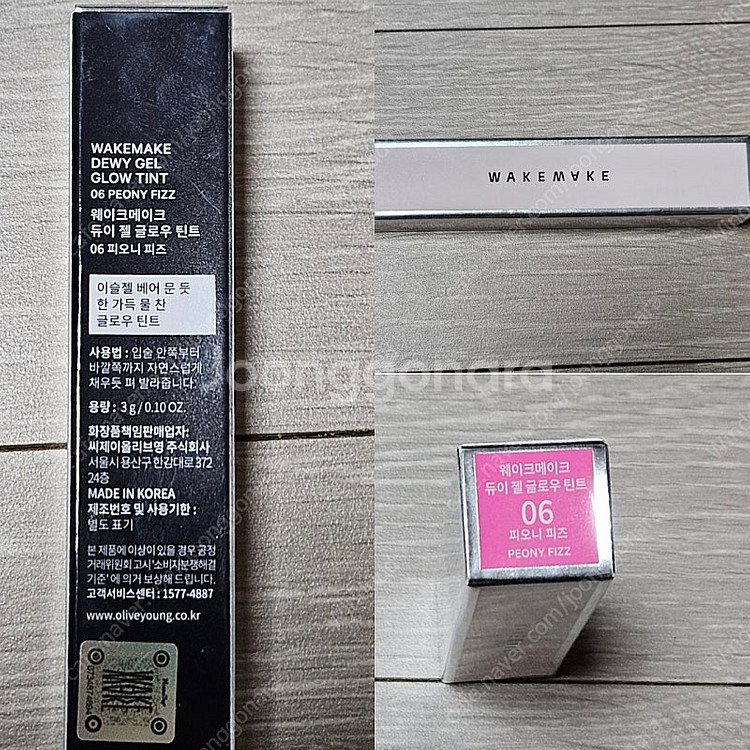 WAKEMAKE
DEWY GEL
GLOW TINT
06 PEONY FIZZ
웨이크메이크
듀이 젤 글로우 틴트
06 피오니 피즈
이슬젤 베어 문 듯
한 가득 물 찬
글로우 틴트
사용법 : 입술 안쪽부터
바깥쪽까지 자연스럽게
채우듯 펴 발라줍니다.
용량 : 3 g / 0.10 OZ.
화장품책임판매업자:
씨제이올리브영 주식회사
서울시 용산구 한강대로 372
24층
MADE IN KOREA
제조번호 및 사용기한 :
별도 표기
본 제품에 이상이 있을 경우 공정
거래위원회 고시 '소비자분쟁해결
기준' 에 의거 보상해 드립니다.
고객서비스센터 : 1577-4887
www.oliveyoung.co.kr
WAKE
MAKE
WAKEMAKE
웨이크메이크
듀이 젤 글로우 틴트
06
피오니 피즈
PEONY FIZZ
joonggonara